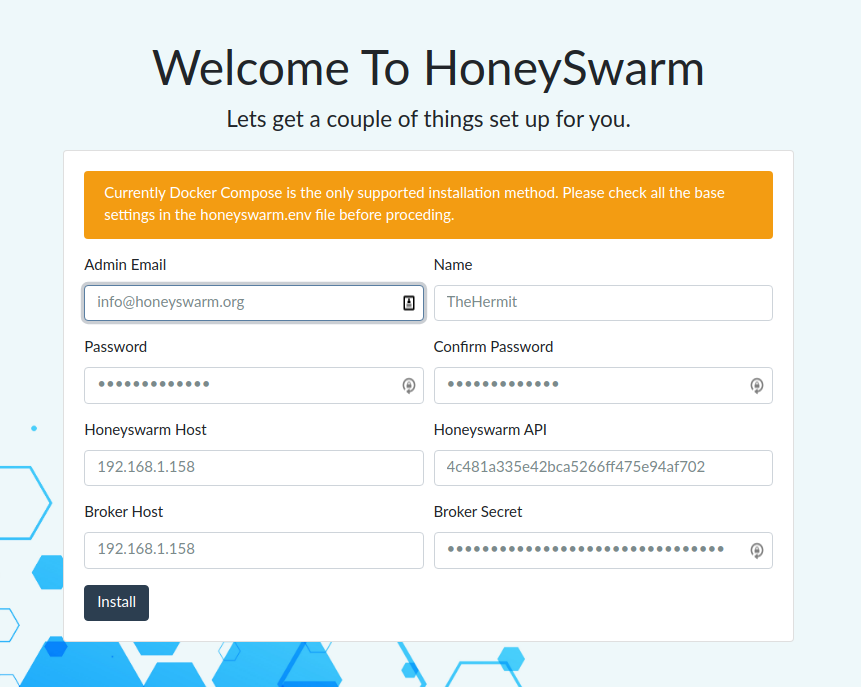 Welcome To HoneySwarm
Lets get a couple of things set up for you.
Currently Docker Compose is the only supported installation method. Please check all the base
settings in the honeyswarm.env file before proceding.
Admin Email
Name
info@honeyswarm.org
TheHermit
Password
Confirm Password
•••••••••••••
•••••••••••••
Honeyswarm Host
Honeyswarm API
192.168.1.158
4c481a335e42bca5266ff475e94af702
Broker Host
Broker Secret
192.168.1.158
••••••••••••••••••••••••••••••••
Install